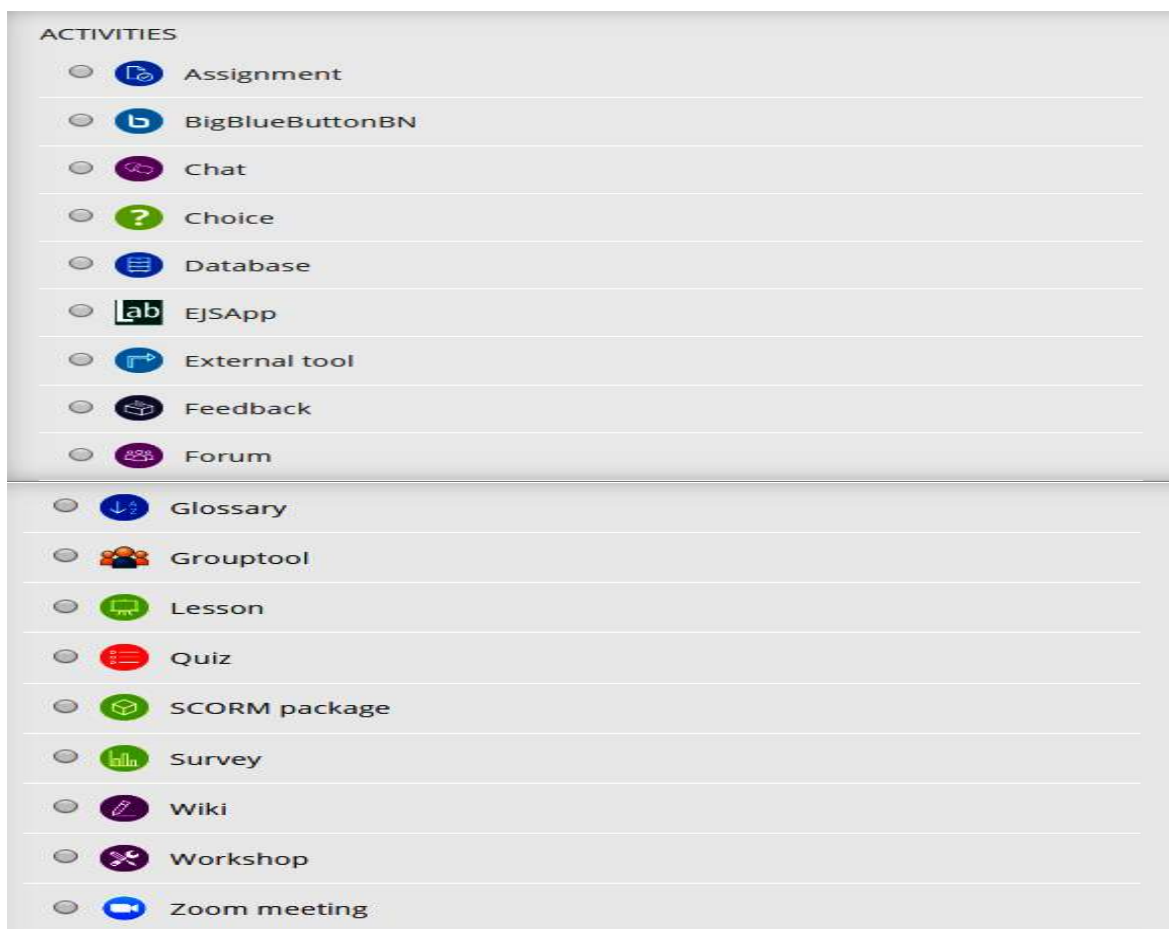 ACTIVITIES
Assignment
BigBlueButtonBN
Chat
Choice
Database
Lab EJSApp
External tool
Feedback
Forum
Glossary
Grouptool
Lesson
Quiz
SCORM package
Survey
Wiki
Workshop
Zoom meeting